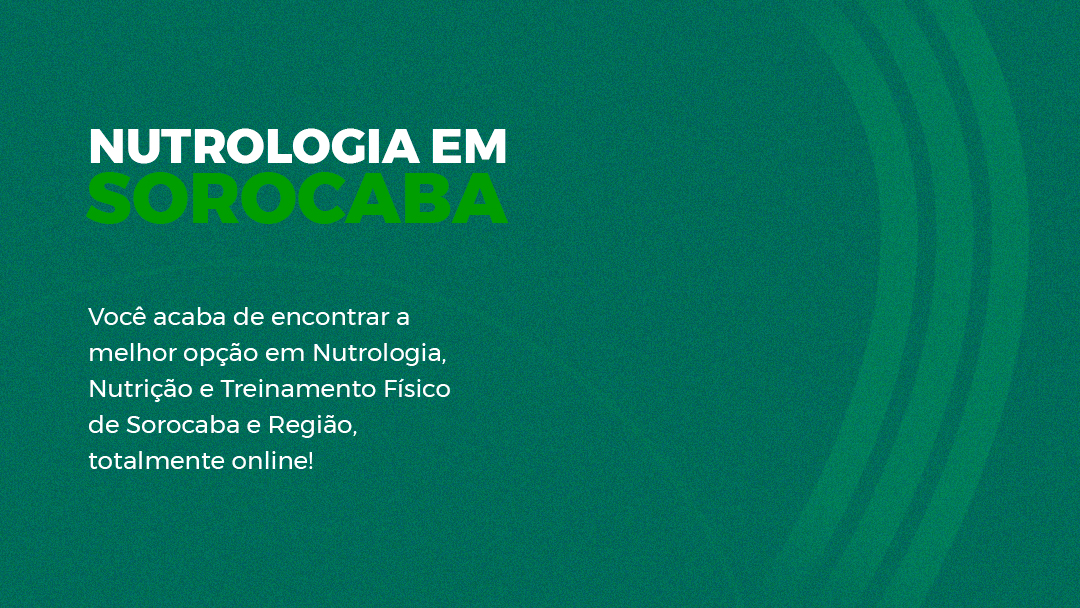 NUTROLOGIA EM
SOROCABA
Você acaba de encontrar a
melhor opção em Nutrologia,
Nutrição e Treinamento Físico
de Sorocaba e Região,
totalmente online!